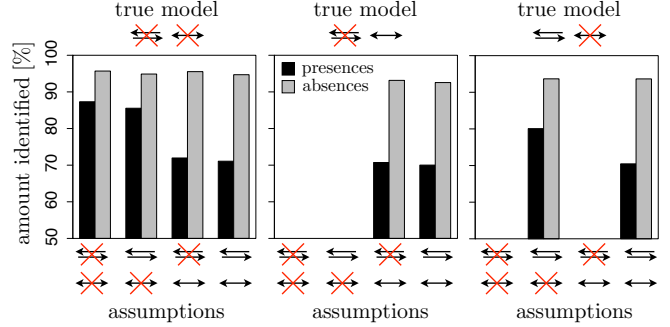 true model true model true model
amount identified [%]
100
90
80
70
60
50
presences
absences
assumptions assumptions assumptions